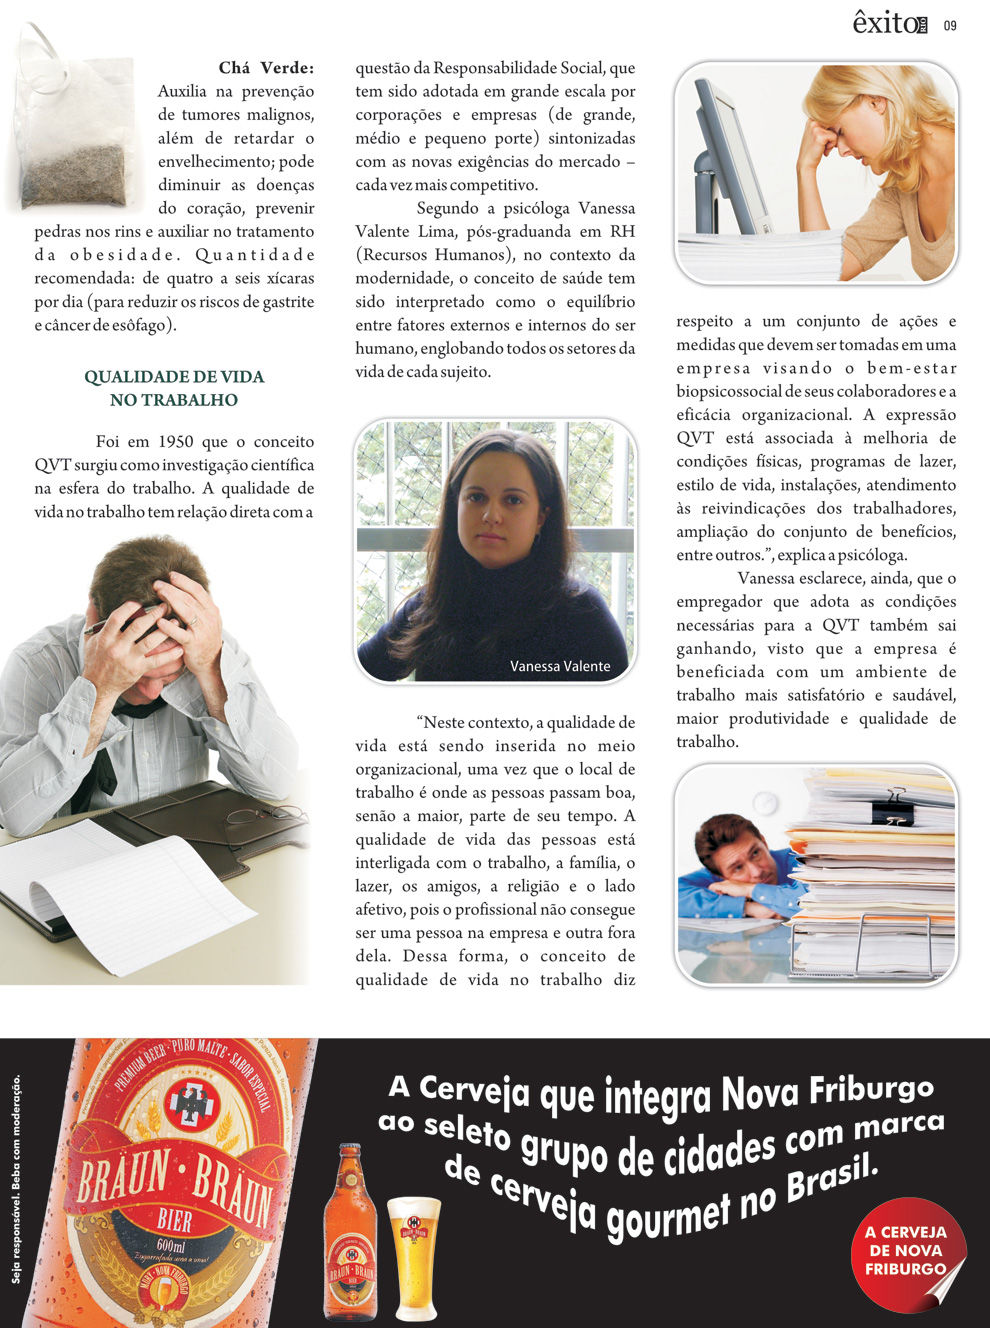 êxito RIO 09
Chá Verde:
Auxilia na prevenção
de tumores malignos,
além de retardar o
envelhecimento; pode
diminuir as doenças
do coração, prevenir
pedras nos rins e auxiliar no tratamento
da obesidade. Quantidade
recomendada: de quatro a seis xícaras
por dia (para reduzir os riscos de gastrite
e câncer de esôfago).
QUALIDADE DE VIDA
NO TRABALHO
Foi em 1950 que o conceito
QVT surgiu como investigação científica
na esfera do trabalho. A qualidade de
vida no trabalho tem relação direta com a
questão da Responsabilidade Social, que
tem sido adotada em grande escala por
corporações e empresas (de grande,
médio e pequeno porte) sintonizadas
com as novas exigências do mercado –
cada vez mais competitivo.
Segundo a psicóloga Vanessa
Valente Lima, pós-graduanda em RH
(Recursos Humanos), no contexto da
modernidade, o conceito de saúde tem
sido interpretado como o equilíbrio
entre fatores externos e internos do ser
humano, englobando todos os setores da
vida de cada sujeito.
Vanessa Valente
“Neste contexto, a qualidade de
vida está sendo inserida no meio
organizacional, uma vez que o local de
trabalho é onde as pessoas passam boa,
senão a maior, parte de seu tempo. A
qualidade de vida das pessoas está
interligada com o trabalho, a família, o
lazer, os amigos, a religião e o lado
afetivo, pois o profissional não consegue
ser uma pessoa na empresa e outra fora
dela. Dessa forma, o conceito de
qualidade de vida no trabalho diz
respeito a um conjunto de ações e
medidas que devem ser tomadas em uma
empresa visando o bem-estar
biopsicossocial de seus colaboradores e a
eficácia organizacional. A expressão
QVT está associada à melhoria de
condições físicas, programas de lazer,
estilo de vida, instalações, atendimento
às reivindicações dos trabalhadores,
ampliação do conjunto de benefícios,
entre outros.”, explica a psicóloga.
Vanessa esclarece, ainda, que o
empregador que adota as condições
necessárias para a QVT também sai
ganhando, visto que a empresa é
beneficiada com um ambiente de
trabalho mais satisfatório e saudável,
maior produtividade e qualidade de
trabalho.
Seja responsável. Beba com moderação.
PREMIUM BEER · PURO MALTE · SABOR ESPECIAL
BRÄUN · BRÄUN
BIER
600ml
Engarrafada uma a uma!
MURY · NOVA FRIBURGO
BRÄUN · BRÄUN
BIER
A Cerveja que integra Nova Friburgo
ao seleto grupo de cidades com marca
de cerveja gourmet no Brasil.
A CERVEJA
DE NOVA
FRIBURGO